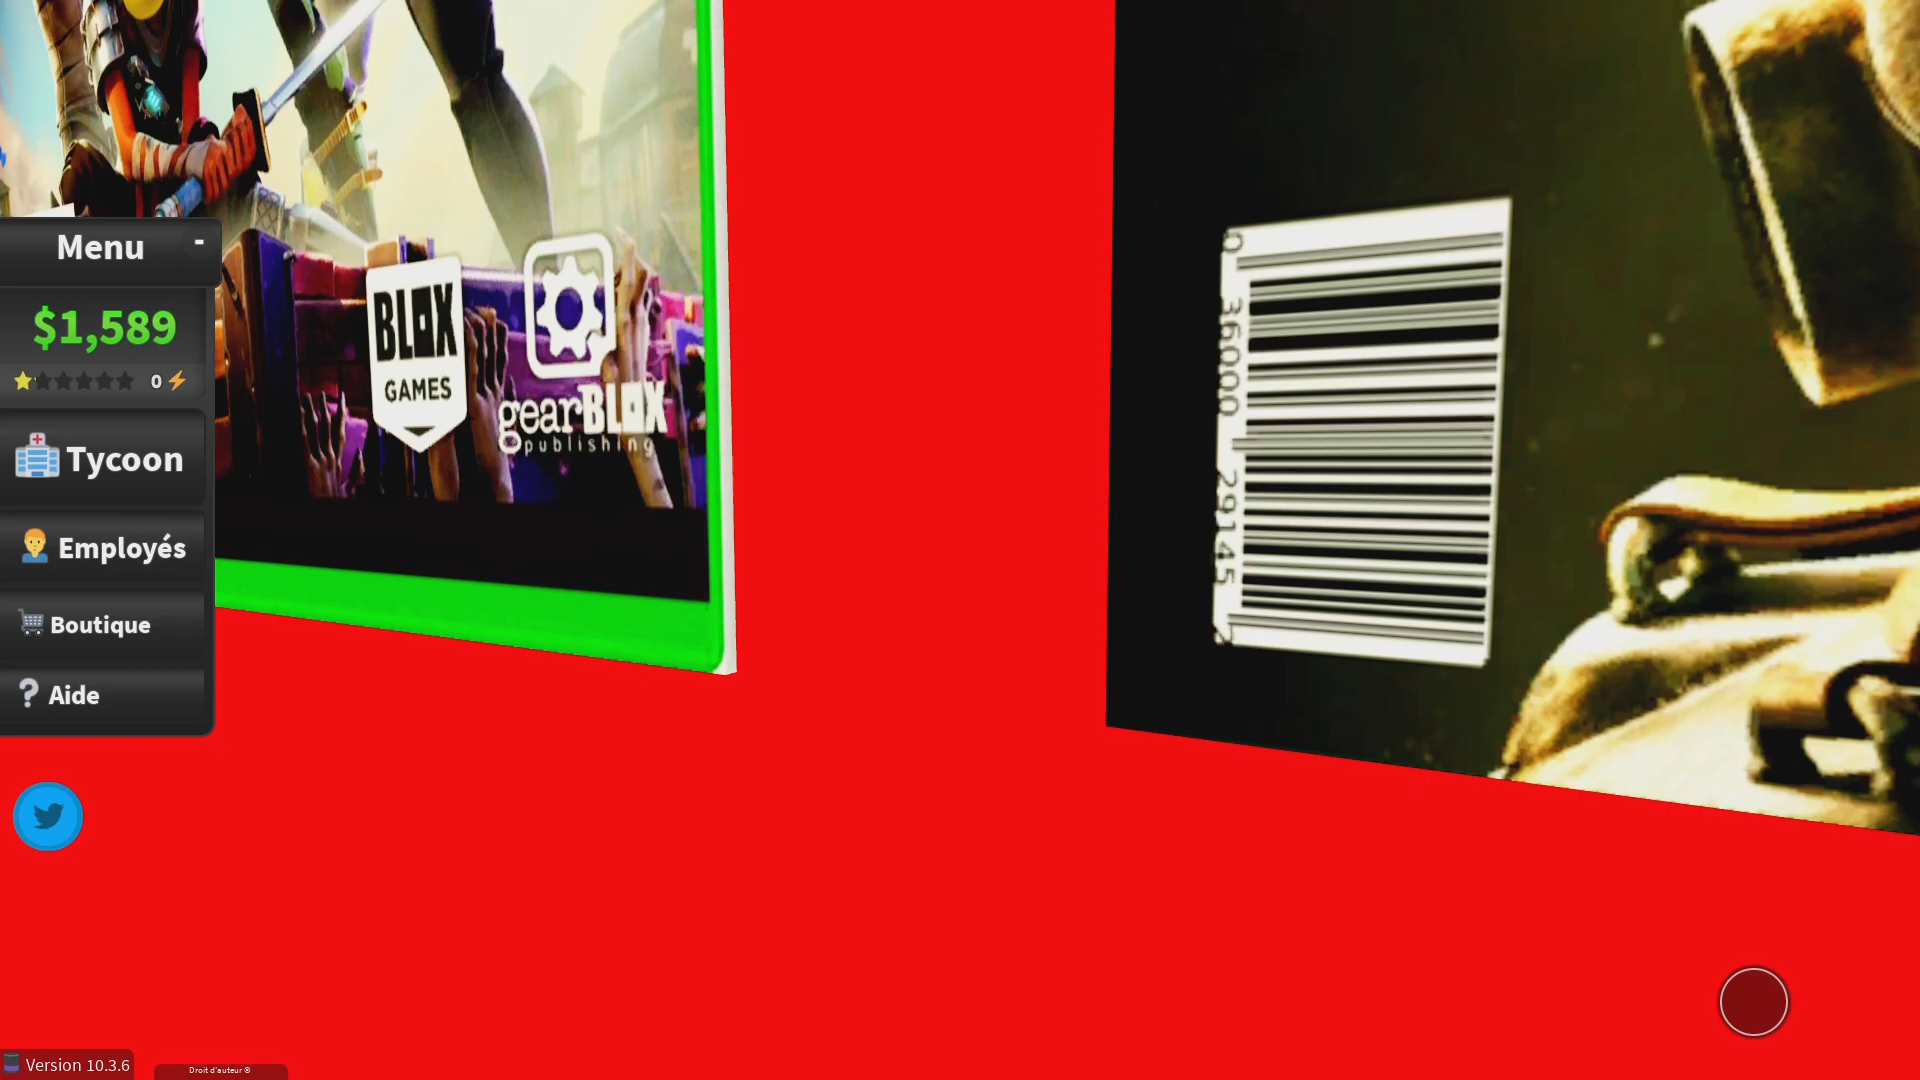 Menu -
$1,589
0
Tycoon
Employés
Boutique
Aide
BLOX
GAMES
gearBLOX
publishing
0 36000 29145 2
Version 10.3.6
Droit d'auteur ®